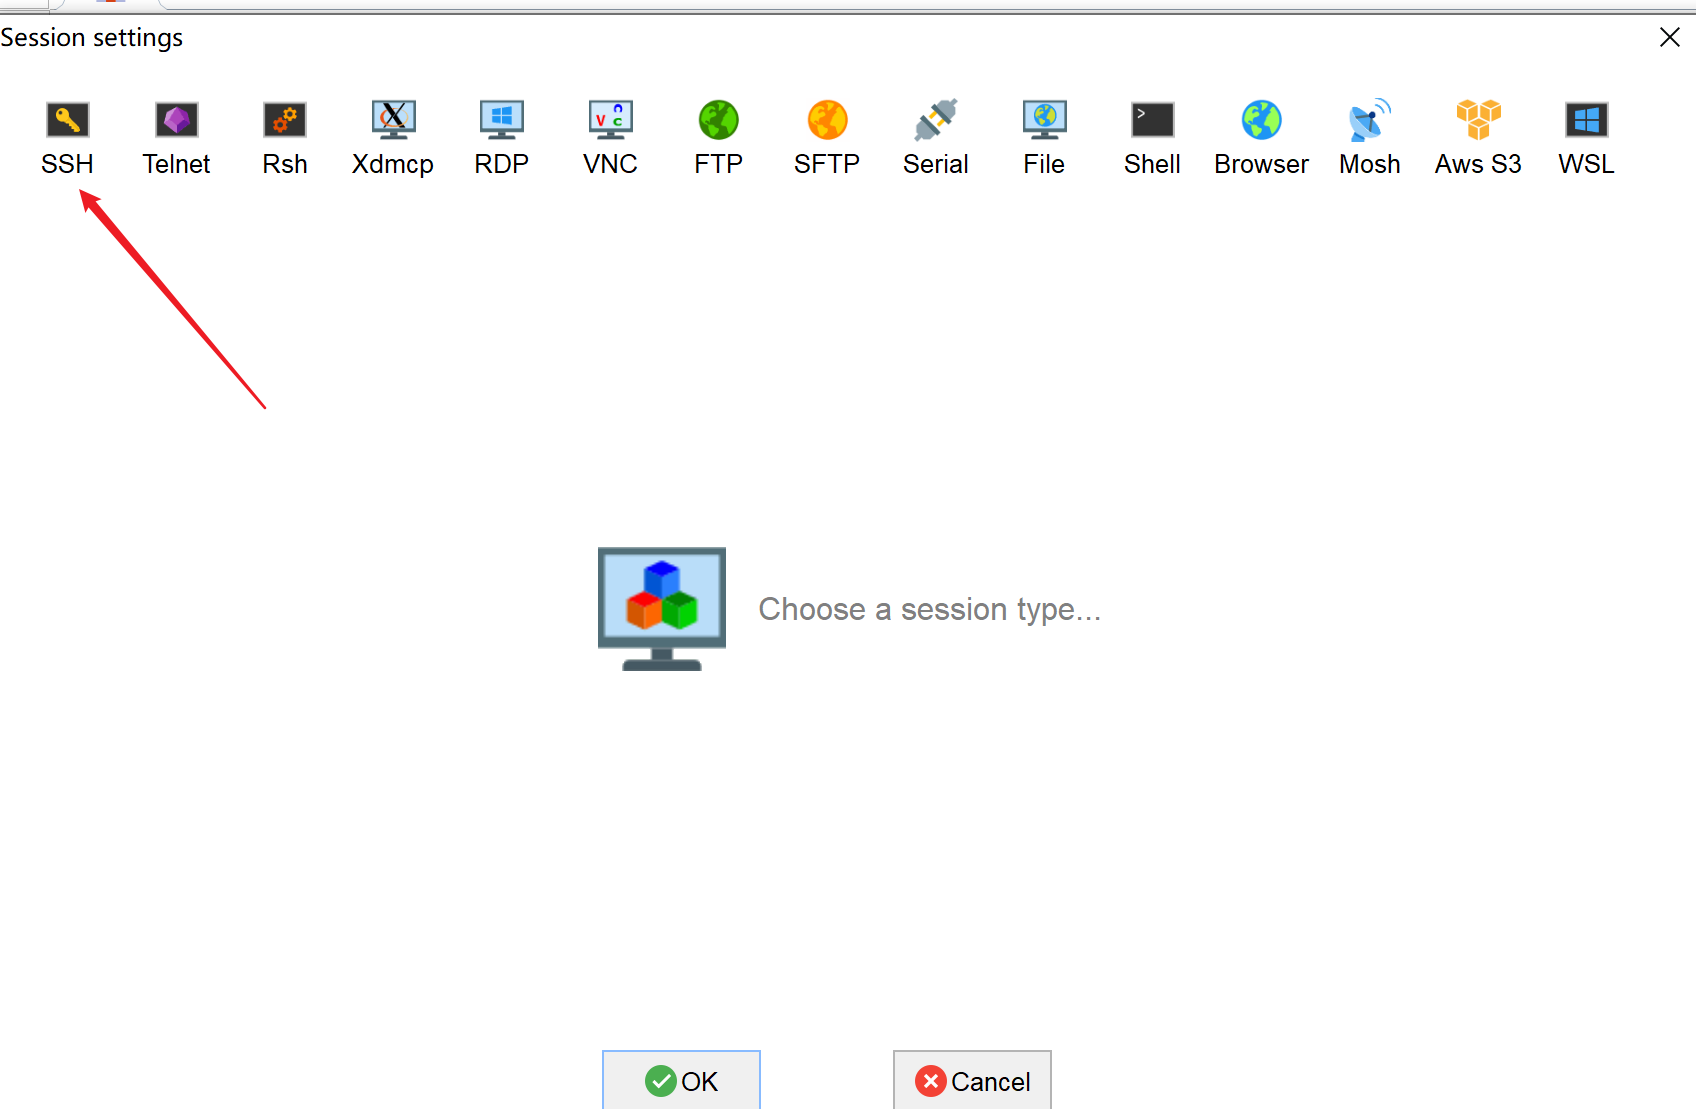 Session settings
SSH Telnet Rsh Xdmcp RDP VNC FTP SFTP Serial File Shell Browser Mosh Aws S3 WSL
Choose a session type...
OK Cancel